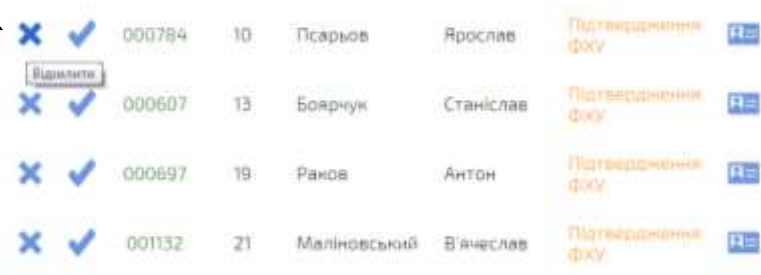 000784 10 Псарьов Ярослав Підтвердження ФХУ
Відхилити
000607 13 Боярчук Станіслав Підтвердження ФХУ
000697 19 Раков Антон Підтвердження ФХУ
001132 21 Маліновський В'ячеслав Підтвердження ФХУ